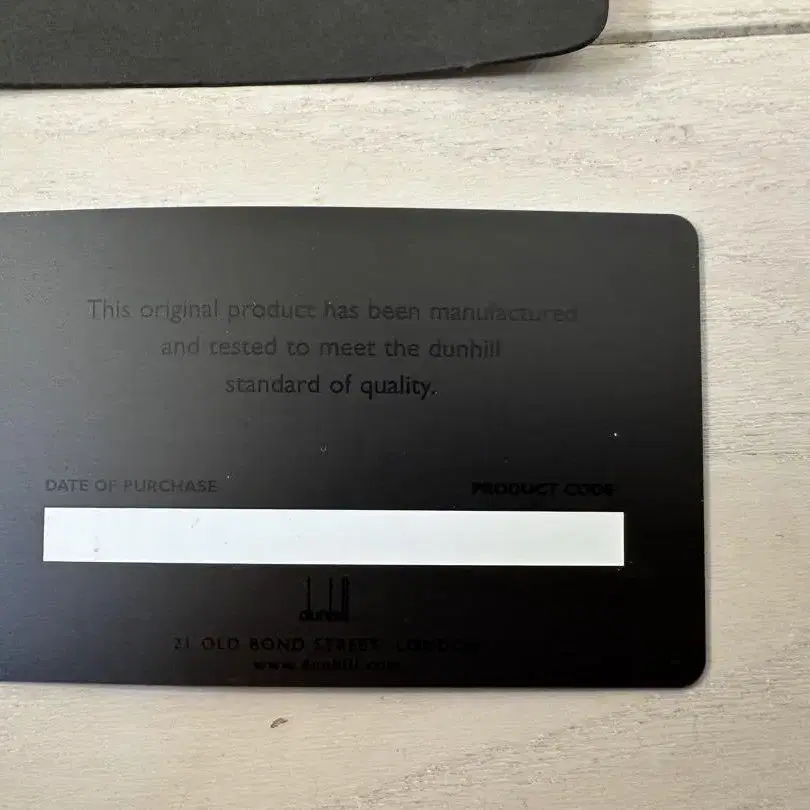 This original product has been manufactured
and tested to meet the dunhill
standard of quality.
DATE OF PURCHASE PRODUCT CODE
dunhill
21 OLD BOND STREET, LONDON
www.dunhill.com